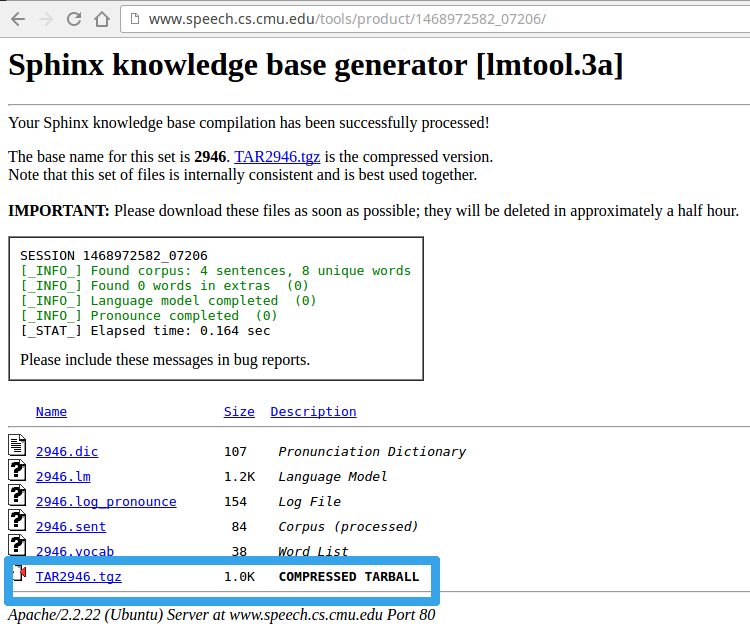 www.speech.cs.cmu.edu/tools/product/1468972582_07206/
Sphinx knowledge base generator [lmtool.3a]
Your Sphinx knowledge base compilation has been successfully processed!
The base name for this set is 2946. TAR2946.tgz is the compressed version.
Note that this set of files is internally consistent and is best used together.
IMPORTANT: Please download these files as soon as possible; they will be deleted in approximately a half hour.
SESSION 1468972582_07206
[_INFO_] Found corpus: 4 sentences, 8 unique words
[_INFO_] Found 0 words in extras  (0)
[_INFO_] Language model completed  (0)
[_INFO_] Pronounce completed  (0)
[_STAT_] Elapsed time: 0.164 sec
Please include these messages in bug reports.
Name Size Description
2946.dic 107 Pronunciation Dictionary
2946.lm 1.2K Language Model
2946.log_pronounce 154 Log File
2946.sent 84 Corpus (processed)
2946.vocab 38 Word List
TAR2946.tgz 1.0K COMPRESSED TARBALL
Apache/2.2.22 (Ubuntu) Server at www.speech.cs.cmu.edu Port 80